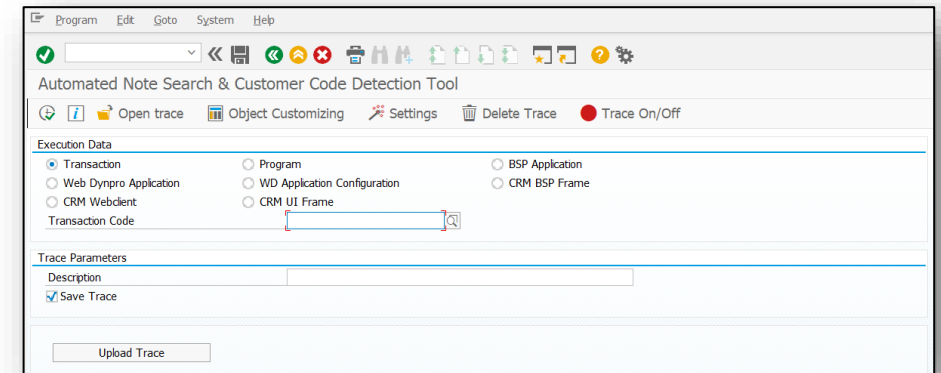 Program Edit Goto System Help
Automated Note Search & Customer Code Detection Tool
Open trace Object Customizing Settings Delete Trace Trace On/Off
Execution Data
Transaction Program BSP Application
Web Dynpro Application WD Application Configuration CRM BSP Frame
CRM Webclient CRM UI Frame
Transaction Code
Trace Parameters
Description
Save Trace
Upload Trace